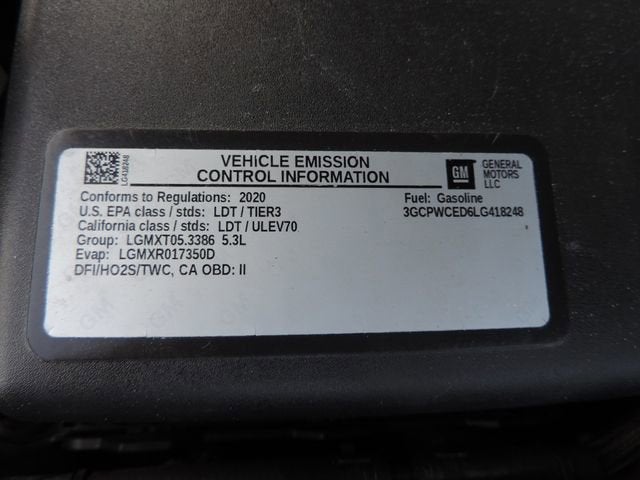 LG418248
VEHICLE EMISSION
CONTROL INFORMATION
GM
GENERAL
MOTORS
LLC
Conforms to Regulations: 2020
Fuel: Gasoline
U.S. EPA class / stds: LDT / TIER3
3GCPWCED6LG418248
California class / stds: LDT / ULEV70
Group: LGMXT05.3386 5.3L
Evap: LGMXR017350D
DFI/HO2S/TWC, CA OBD: II